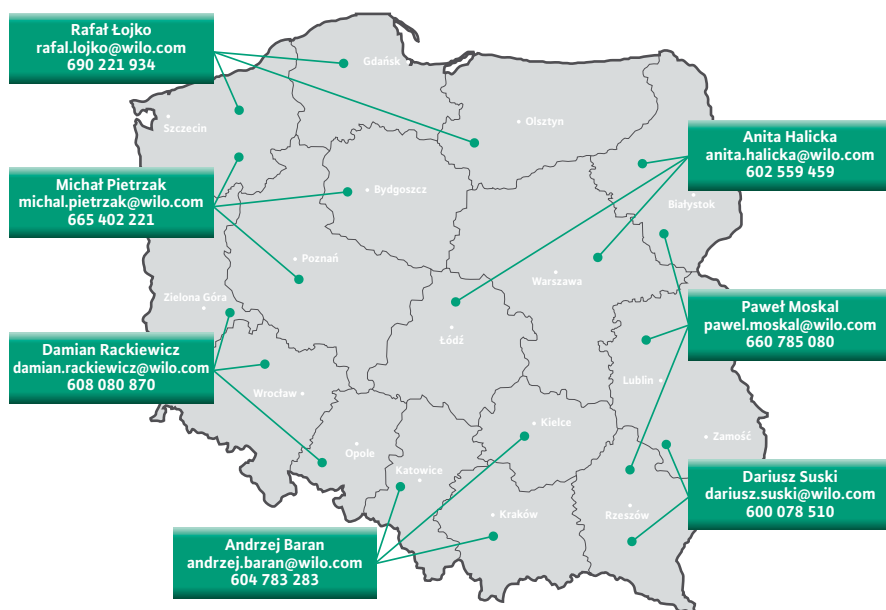 Rafał Łojko
rafal.lojko@wilo.com
690 221 934
Gdańsk
Szczecin
Olsztyn
Anita Halicka
anita.halicka@wilo.com
602 559 459
Michał Pietrzak
michal.pietrzak@wilo.com
665 402 221
Bydgoszcz
Białystok
Poznań
Warszawa
Zielona Góra
Łódź
Paweł Moskal
pawel.moskal@wilo.com
660 785 080
Damian Rackiewicz
damian.rackiewicz@wilo.com
608 080 870
Wrocław
Lublin
Kielce
Zamość
Opole
Katowice
Dariusz Suski
dariusz.suski@wilo.com
600 078 510
Kraków
Rzeszów
Andrzej Baran
andrzej.baran@wilo.com
604 783 283